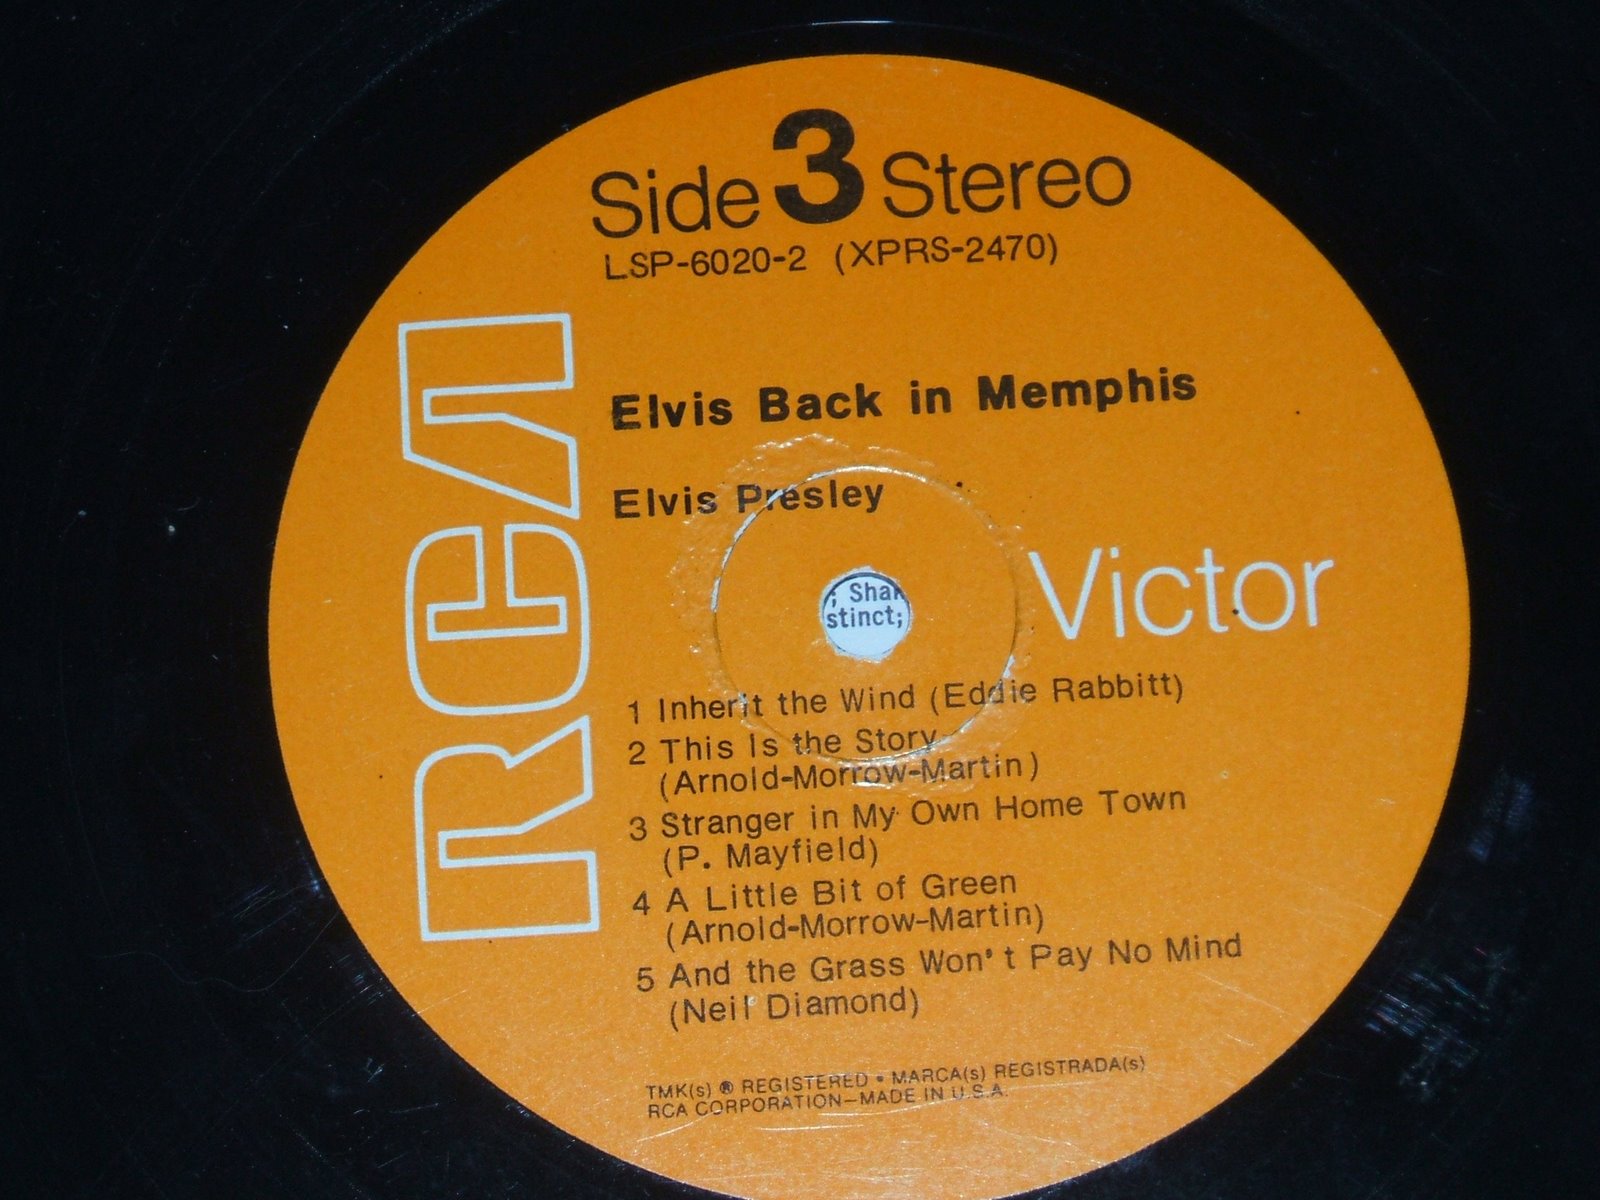 Side 3 Stereo
LSP-6020-2 (XPRS-2470)
Elvis Back in Memphis
Elvis Presley
RCA
Victor
; Shak
stinct;
1 Inherit the Wind (Eddie Rabbitt)
2 This Is the Story
(Arnold-Morrow-Martin)
3 Stranger in My Own Home Town
(P. Mayfield)
4 A Little Bit of Green
(Arnold-Morrow-Martin)
5 And the Grass Won't Pay No Mind
(Neil Diamond)
TMK(s) ® REGISTERED • MARCA(s) REGISTRADA(s)
RCA CORPORATION—MADE IN U.S.A.